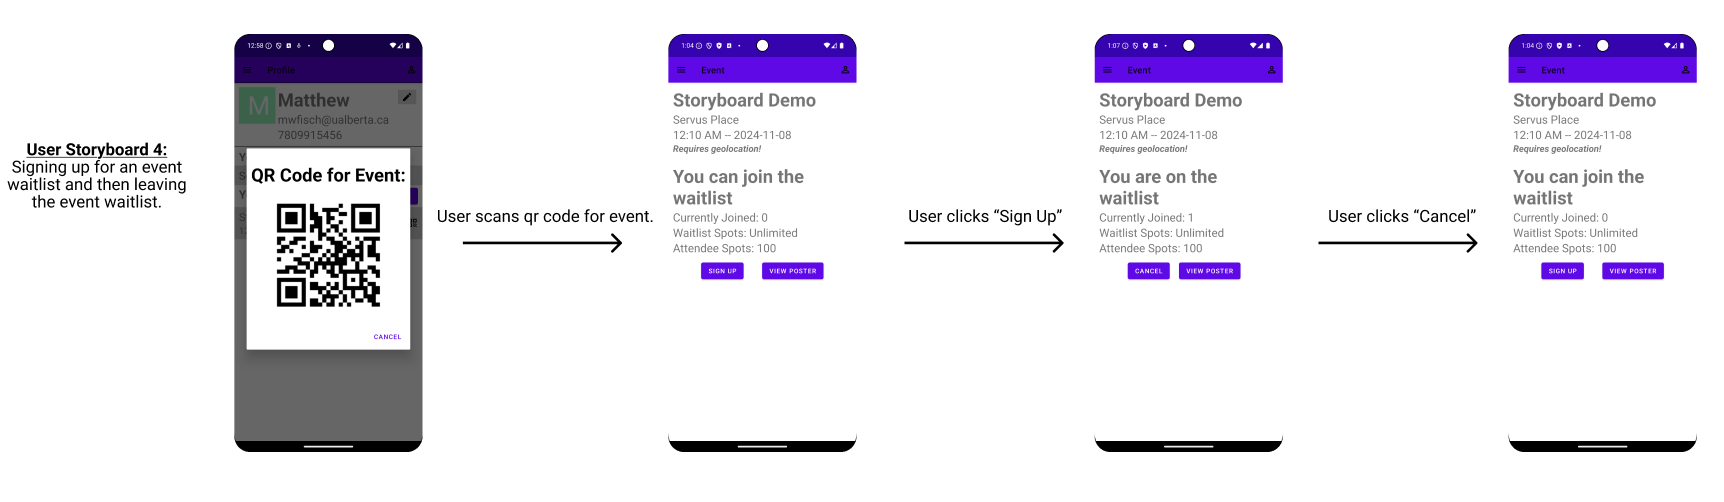 User Storyboard 4:
Signing up for an event
waitlist and then leaving
the event waitlist.
12:58
Profile
M
Matthew
mwfisch@ualberta.ca
7809915456
QR Code for Event:
CANCEL
User scans qr code for event.
1:04
Event
Storyboard Demo
Servus Place
12:10 AM -- 2024-11-08
Requires geolocation!
You can join the
waitlist
Currently Joined: 0
Waitlist Spots: Unlimited
Attendee Spots: 100
SIGN UP VIEW POSTER
User clicks “Sign Up”
1:07
Event
Storyboard Demo
Servus Place
12:10 AM -- 2024-11-08
Requires geolocation!
You are on the
waitlist
Currently Joined: 1
Waitlist Spots: Unlimited
Attendee Spots: 100
CANCEL VIEW POSTER
User clicks “Cancel”
1:04
Event
Storyboard Demo
Servus Place
12:10 AM -- 2024-11-08
Requires geolocation!
You can join the
waitlist
Currently Joined: 0
Waitlist Spots: Unlimited
Attendee Spots: 100
SIGN UP VIEW POSTER